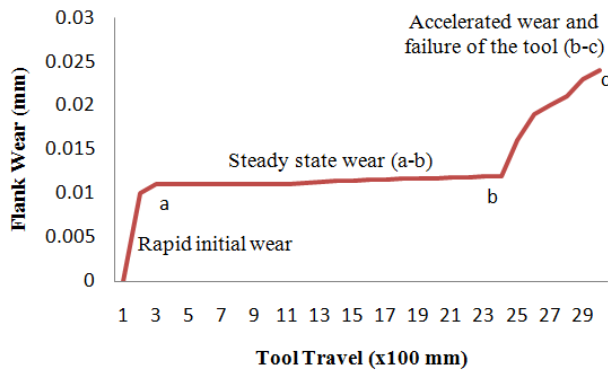 Accelerated wear and
failure of the tool (b-c)
0.03
0.025
0.02
0.015
0.01
0.005
0
Flank Wear (mm)
Steady state wear (a-b)
Rapid initial wear
a
b
c
1 3 5 7 9 11 13 15 17 19 21 23 25 27 29
Tool Travel (x100 mm)